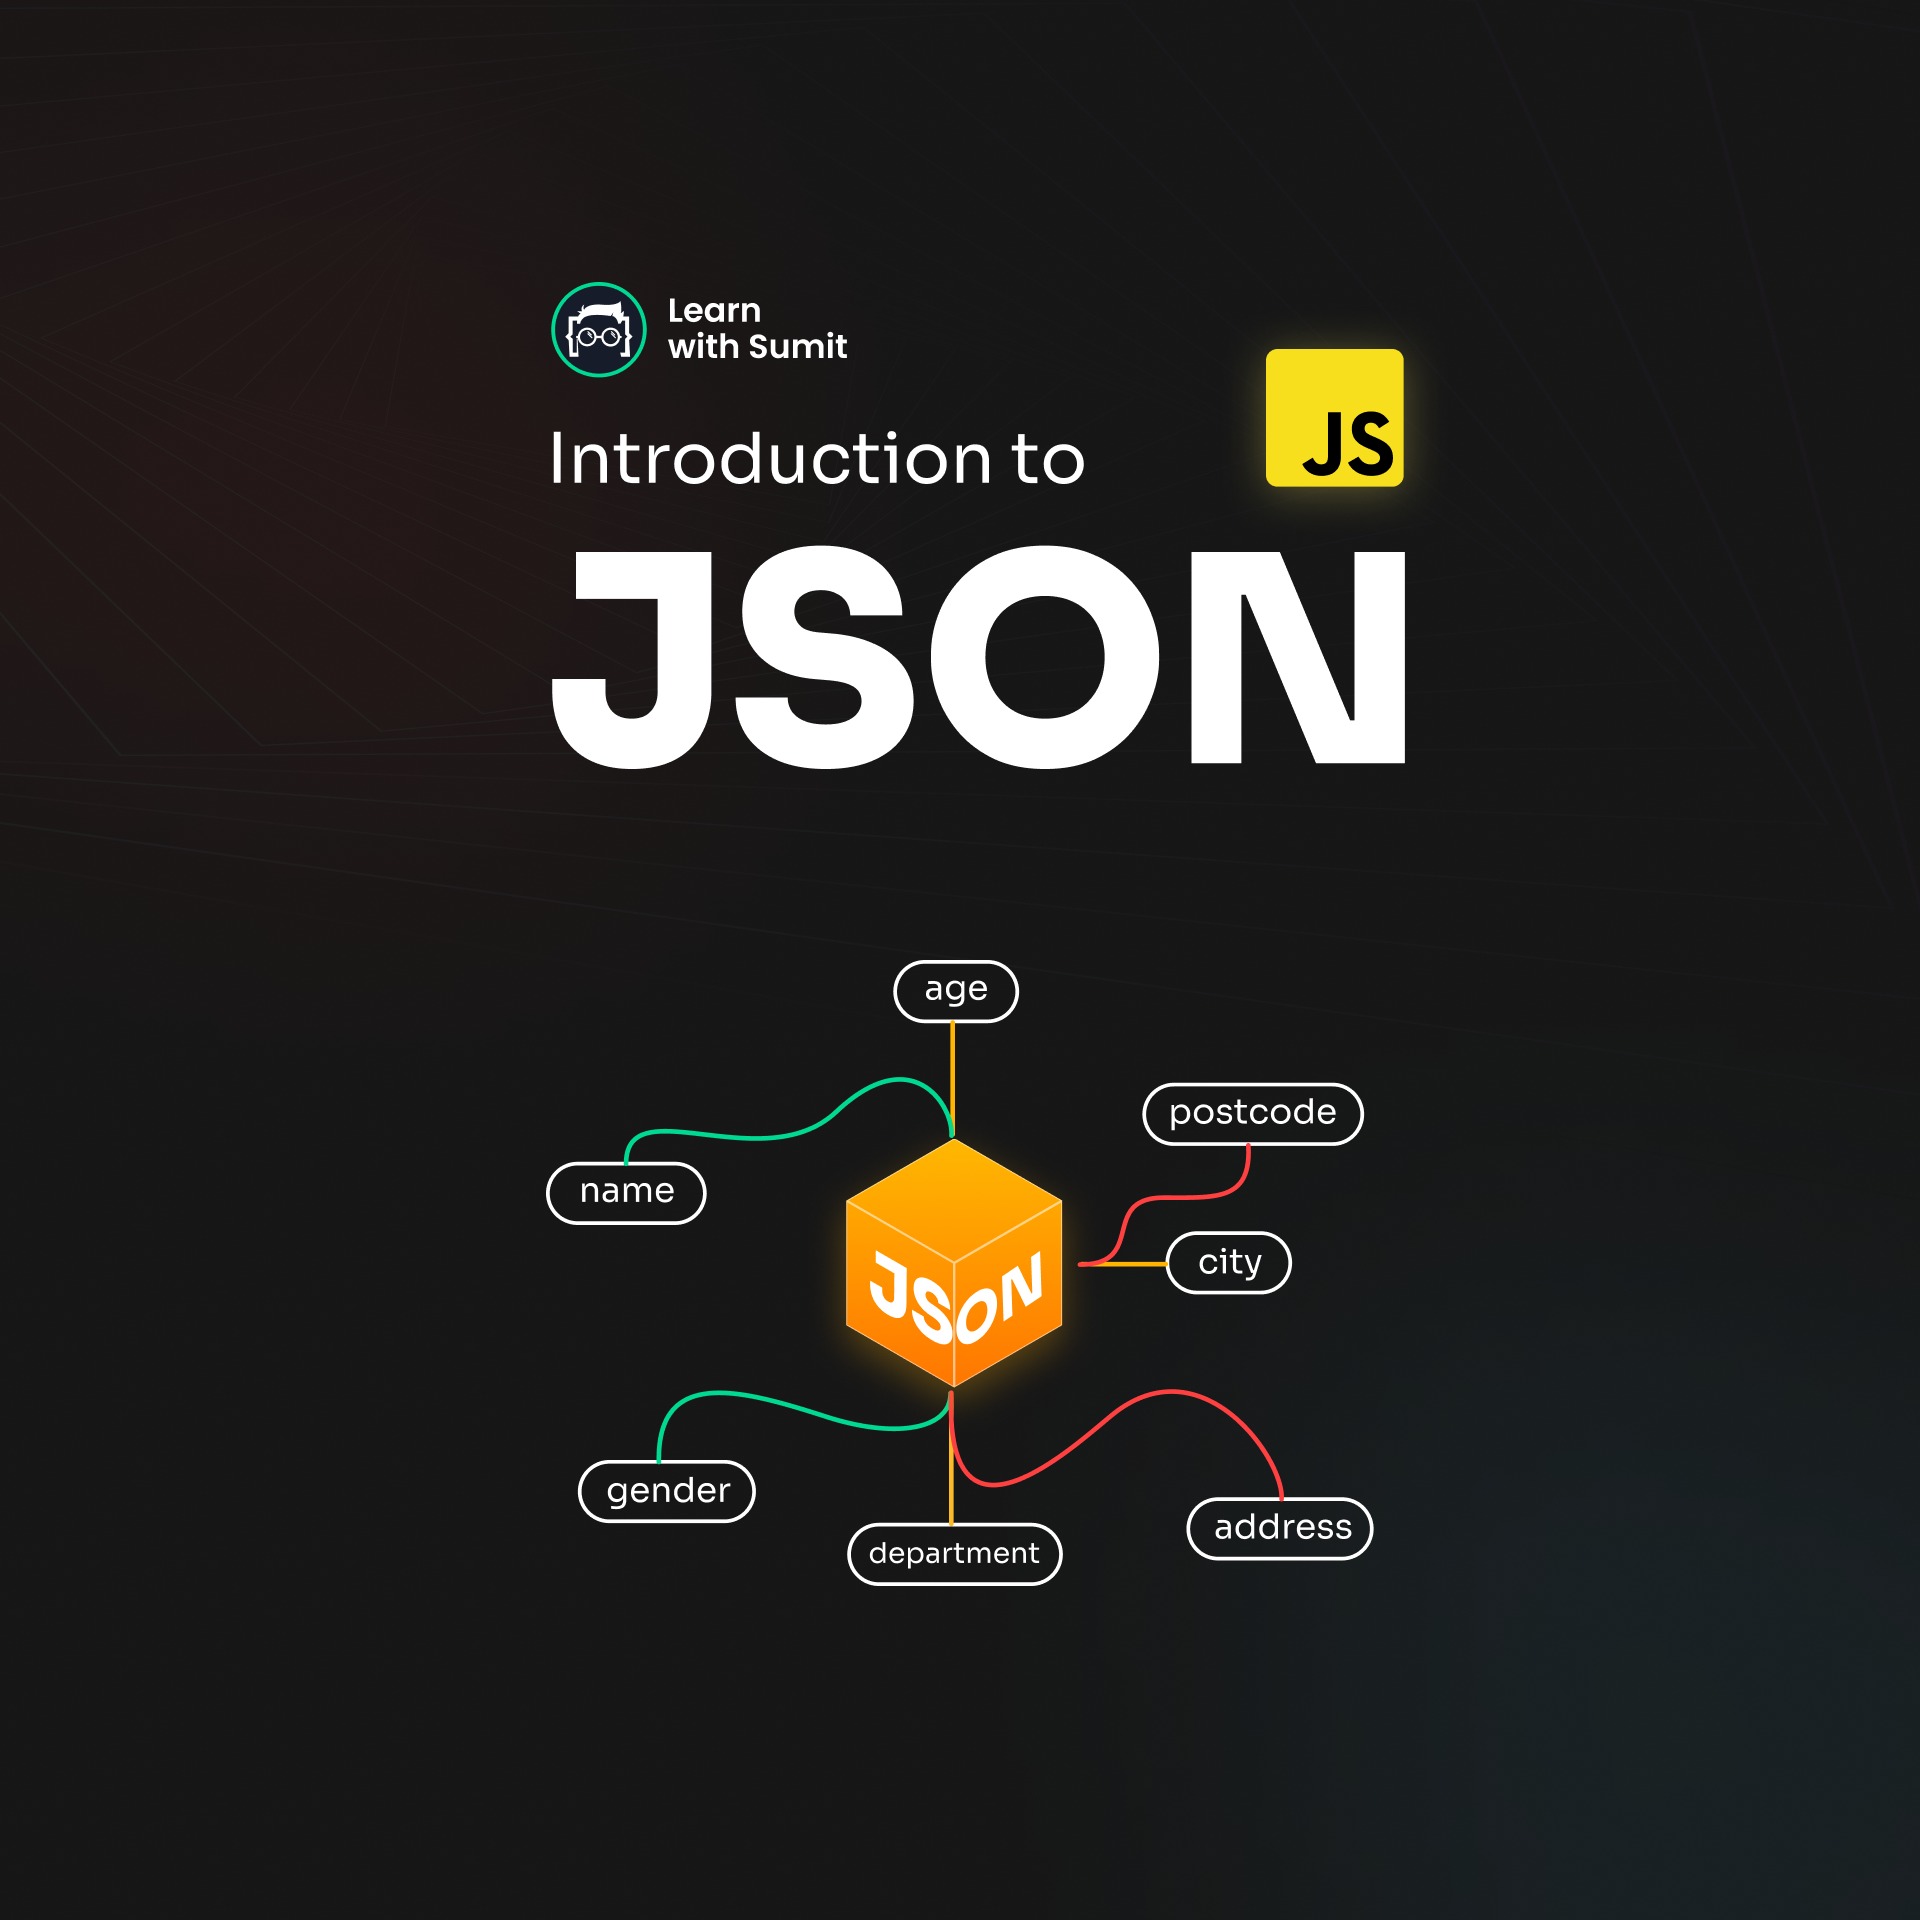 Learn
with Sumit
JS
Introduction to
JSON
age
postcode
name
city
JSON
gender
address
department